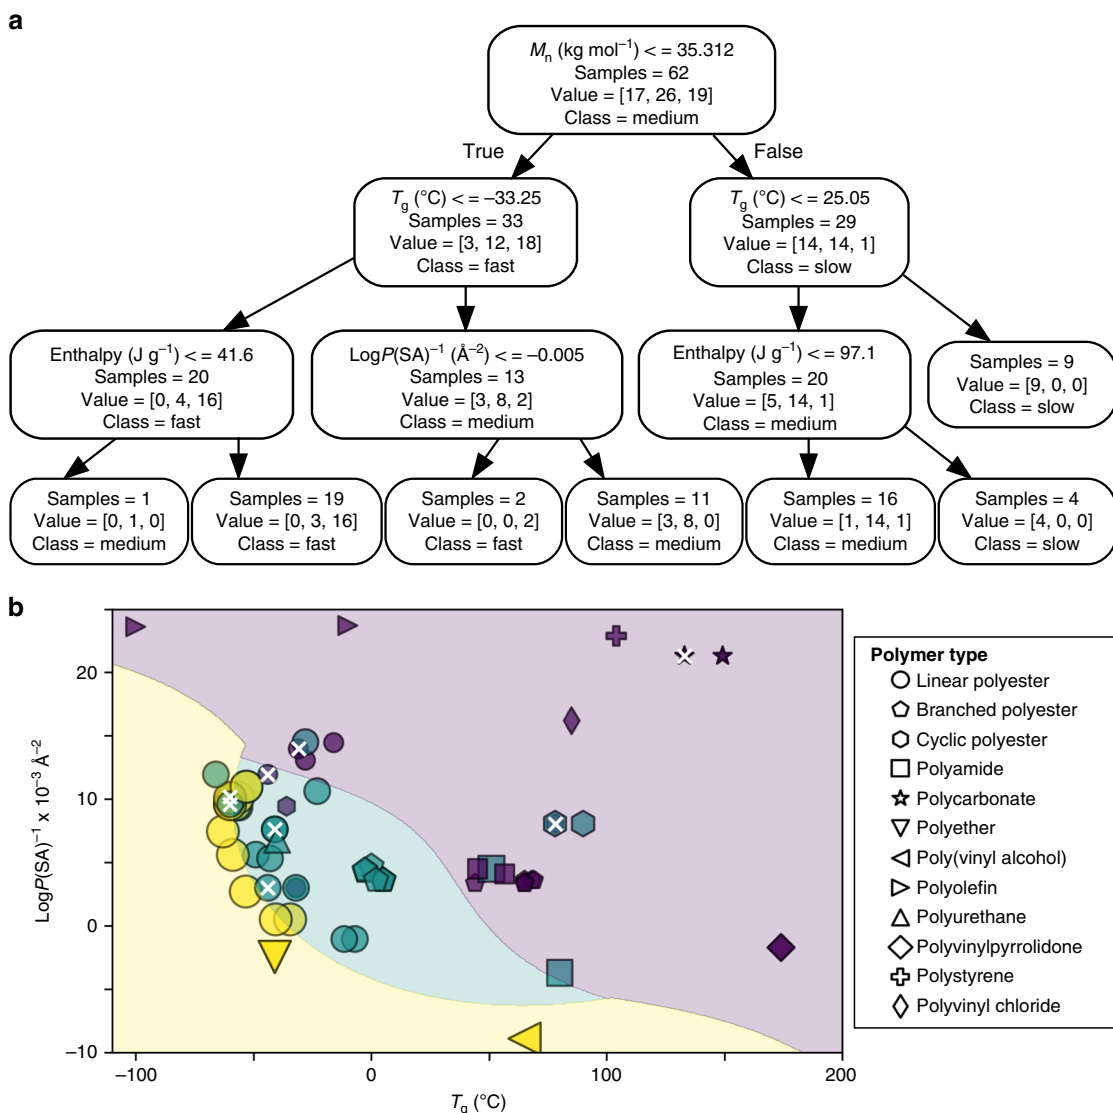 a
Mn (kg mol−1) <= 35.312
Samples = 62
Value = [17, 26, 19]
Class = medium
True
False
Tg (°C) <= −33.25
Samples = 33
Value = [3, 12, 18]
Class = fast
Tg (°C) <= 25.05
Samples = 29
Value = [14, 14, 1]
Class = slow
Enthalpy (J g−1) <= 41.6
Samples = 20
Value = [0, 4, 16]
Class = fast
LogP(SA)−1 (Å−2) <= −0.005
Samples = 13
Value = [3, 8, 2]
Class = medium
Enthalpy (J g−1) <= 97.1
Samples = 20
Value = [5, 14, 1]
Class = medium
Samples = 9
Value = [9, 0, 0]
Class = slow
Samples = 1
Value = [0, 1, 0]
Class = medium
Samples = 19
Value = [0, 3, 16]
Class = fast
Samples = 2
Value = [0, 0, 2]
Class = fast
Samples = 11
Value = [3, 8, 0]
Class = medium
Samples = 16
Value = [1, 14, 1]
Class = medium
Samples = 4
Value = [4, 0, 0]
Class = slow
b
LogP(SA)−1 x 10−3 Å−2
20
10
0
−10
−100
0
100
200
Tg (°C)
Polymer type
Linear polyester
Branched polyester
Cyclic polyester
Polyamide
Polycarbonate
Polyether
Poly(vinyl alcohol)
Polyolefin
Polyurethane
Polyvinylpyrrolidone
Polystyrene
Polyvinyl chloride